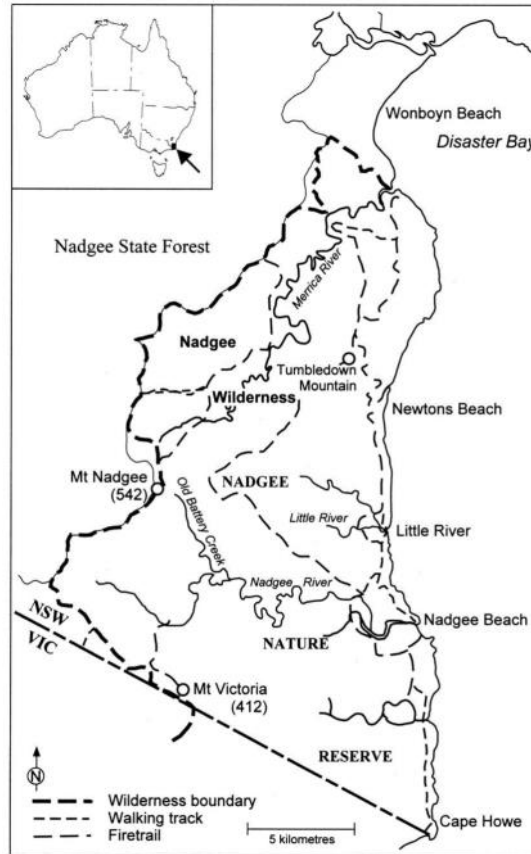 Wonboyn Beach
Disaster Bay
Nadgee State Forest
Merrica River
Nadgee
Tumbledown
Mountain
Wilderness
Newtons Beach
Mt Nadgee
(542)
NADGEE
Old Battery Creek
Little River
Little River
Nadgee River
Nadgee Beach
NSW
VIC
NATURE
Mt Victoria
(412)
RESERVE
N
Wilderness boundary
Walking track
Firetrail
5 kilometres
Cape Howe